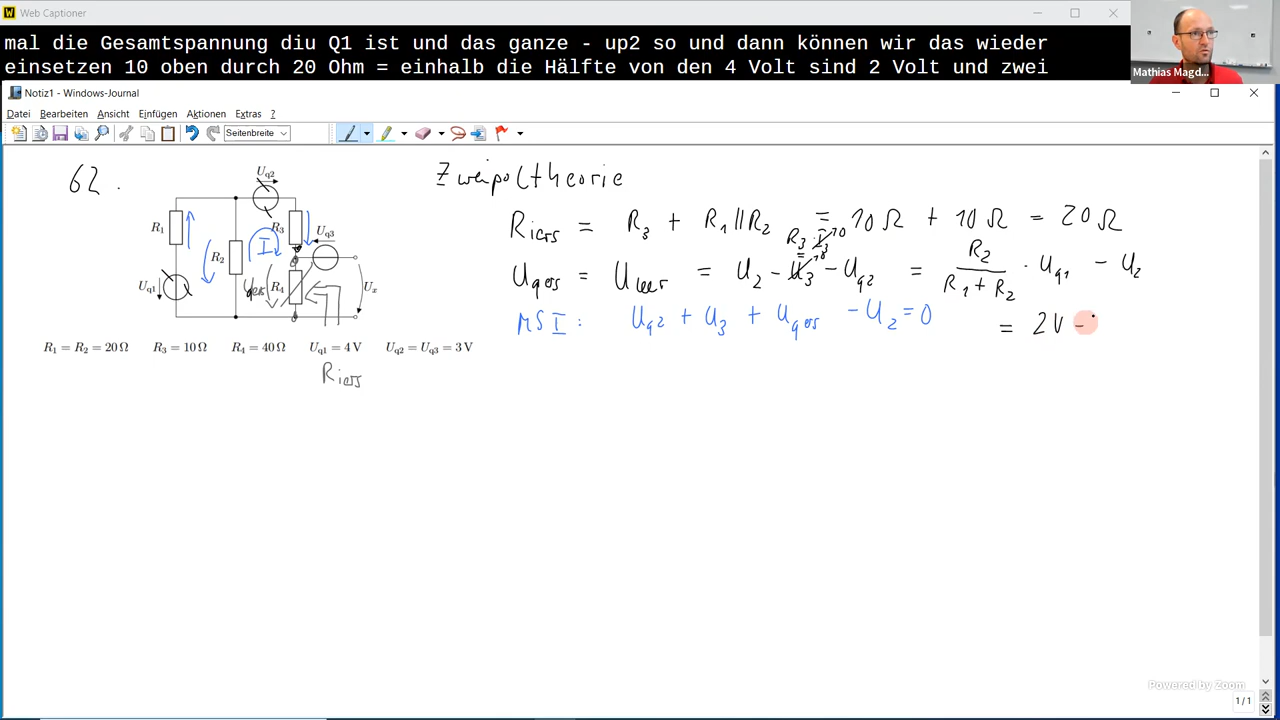 Web Captioner
mal die Gesamtspannung diu Q1 ist und das ganze - up2 so und dann können wir das wieder
einsetzen 10 oben durch 20 Ohm = einhalb die Hälfte von den 4 Volt sind 2 Volt und zwei
Mathias Magd...
Notiz1 - Windows-Journal
Datei Bearbeiten Ansicht Einfügen Aktionen Extras ?
Seitenbreite
62.
Zweipoltheorie
Uq2
R1 R3
Uq3
R2 I
Uq1 Uges R4 Ux
R1 = R2 = 20 Ω R3 = 10 Ω R4 = 40 Ω Uq1 = 4 V Uq2 = Uq3 = 3 V
Riers
Riers = R3 + R1||R2 = 10 Ω + 10 Ω = 20 Ω
R3 · I3 0
Uqers = Uleer = U2 - U3 - Uq2 = R2 / (R1 + R2) · Uq1 - U2
MS I: Uq2 + U3 + Uqers - U2 = 0
= 2V -
Powered by Zoom
1 / 1